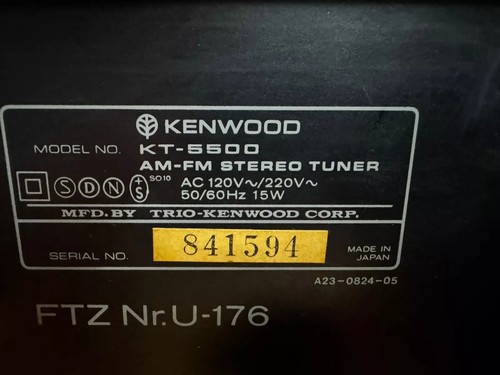 KENWOOD
MODEL NO. KT-5500
AM-FM STEREO TUNER
S D N +S SO10 AC 120V~/220V~
50/60Hz 15W
MFD. BY TRIO-KENWOOD CORP.
SERIAL NO. 841594 MADE IN JAPAN
A23-0824-05
FTZ Nr. U-176